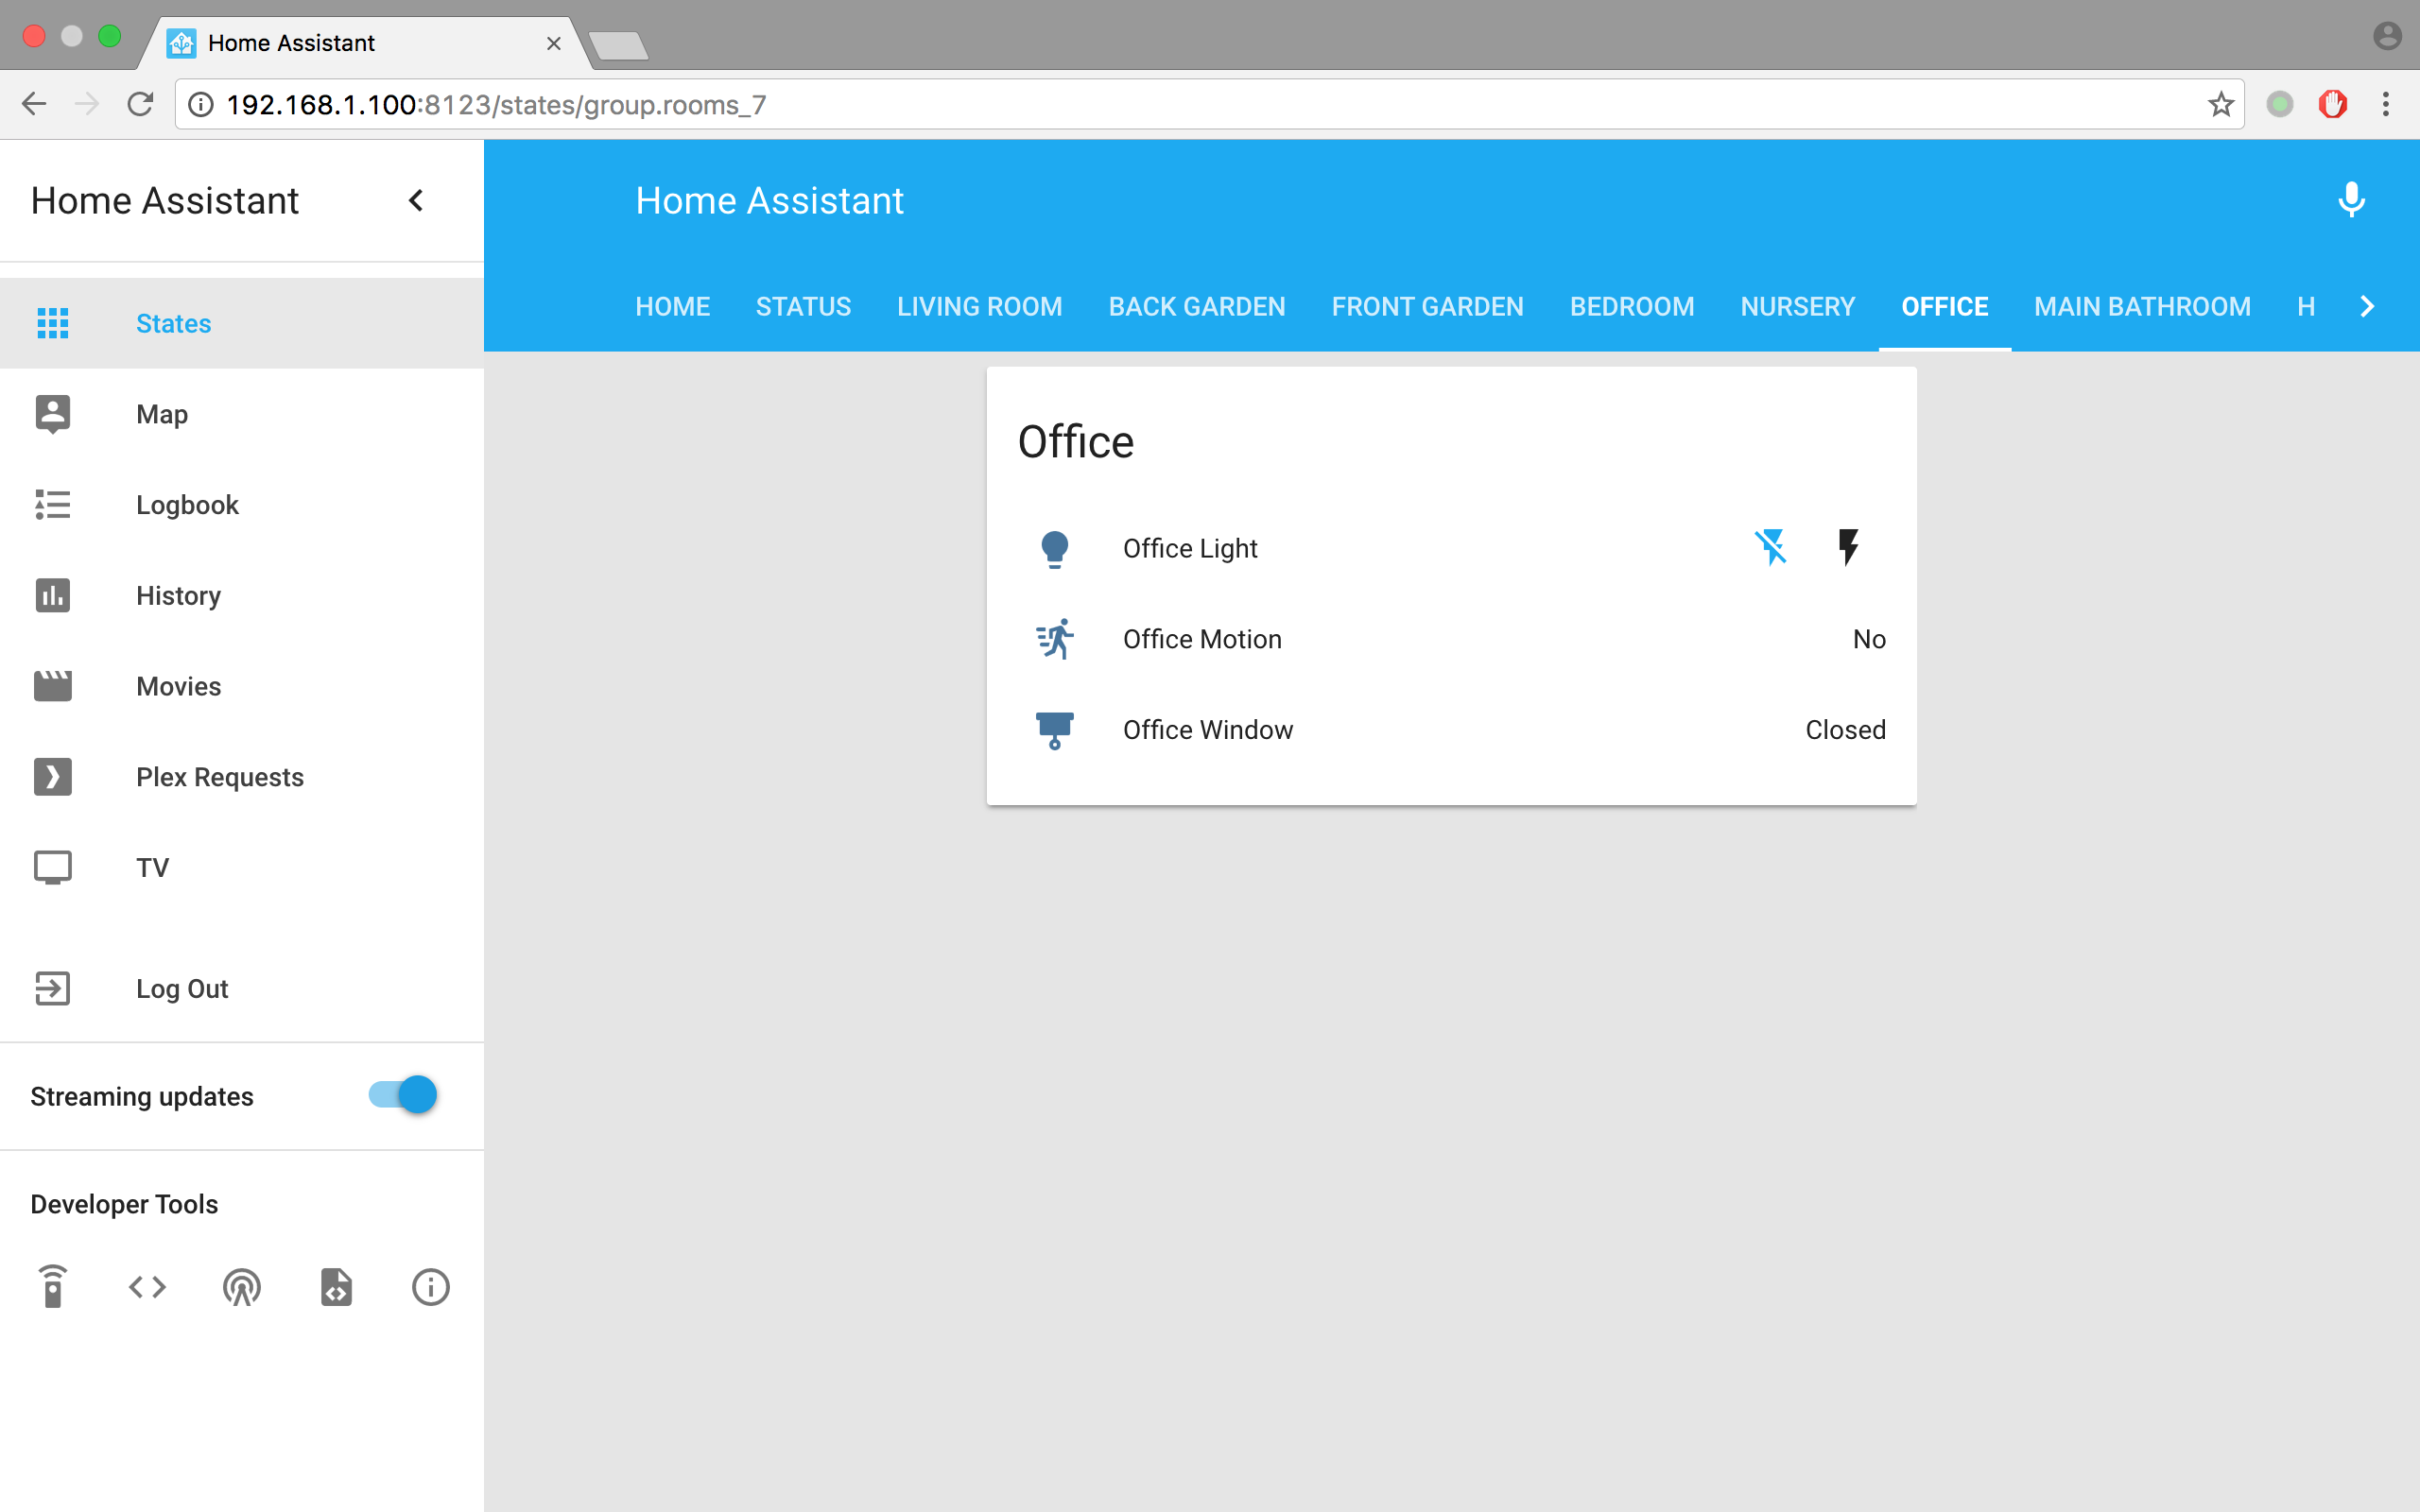 Home Assistant
192.168.1.100:8123/states/group.rooms_7
Home Assistant
Home Assistant
HOME STATUS LIVING ROOM BACK GARDEN FRONT GARDEN BEDROOM NURSERY OFFICE MAIN BATHROOM H
States
Map
Logbook
History
Movies
Plex Requests
TV
Log Out
Streaming updates
Developer Tools
Office
Office Light
Office Motion No
Office Window Closed